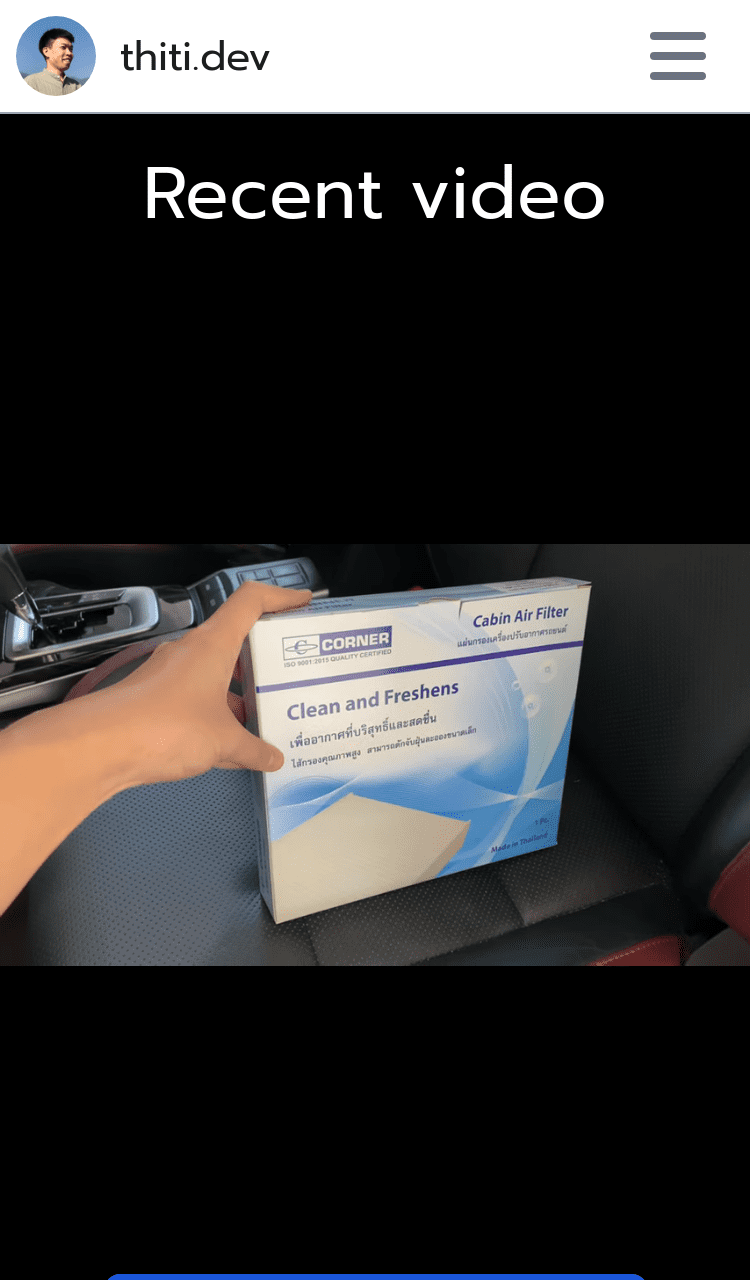 thiti.dev
Recent video
Cabin Air Filter
แผ่นกรองเครื่องปรับอากาศรถยนต์
CORNER
ISO 9001:2015 QUALITY CERTIFIED
Clean and Freshens
เพื่ออากาศที่บริสุทธิ์และสดชื่น
ไส้กรองคุณภาพสูง สามารถดักจับฝุ่นละอองขนาดเล็ก
1 Pc.
Made in Thailand